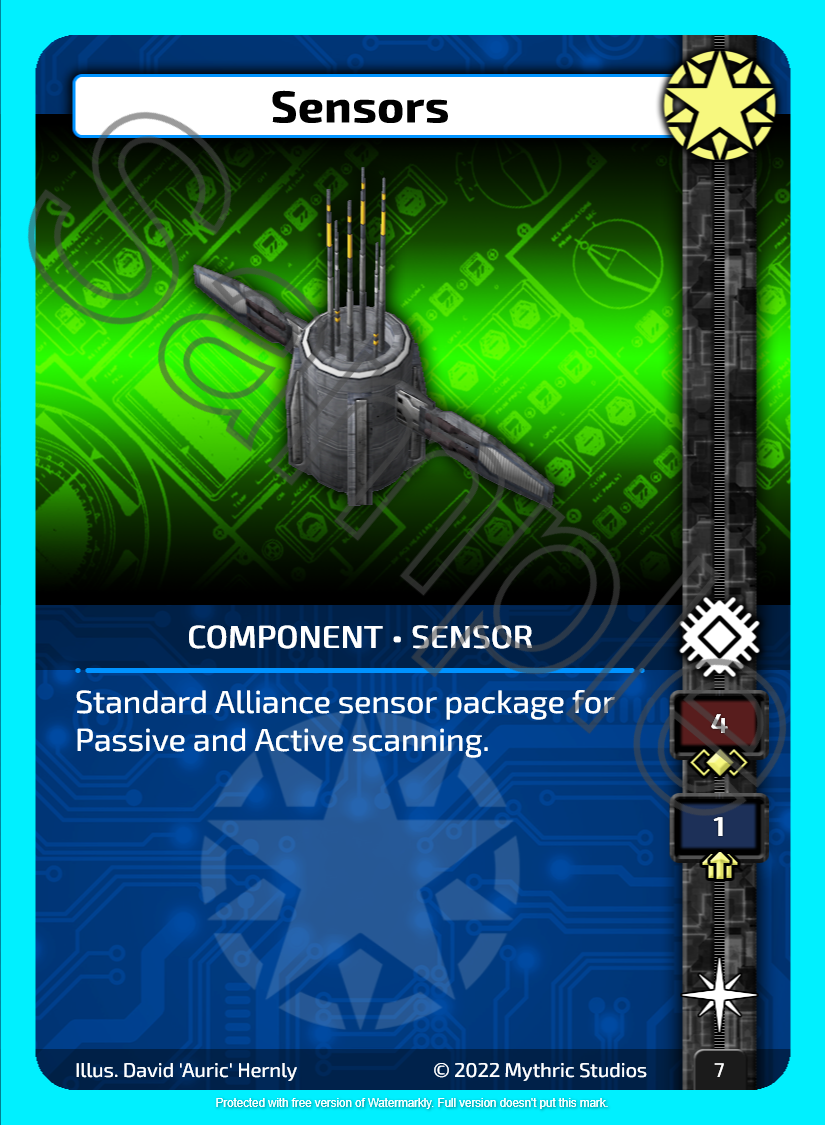 Sensors
Sample
COMPONENT • SENSOR
Standard Alliance sensor package for
Passive and Active scanning.
4
1
Illus. David 'Auric' Hernly
© 2022 Mythric Studios
7
Protected with free version of Watermarkly. Full version doesn't put this mark.